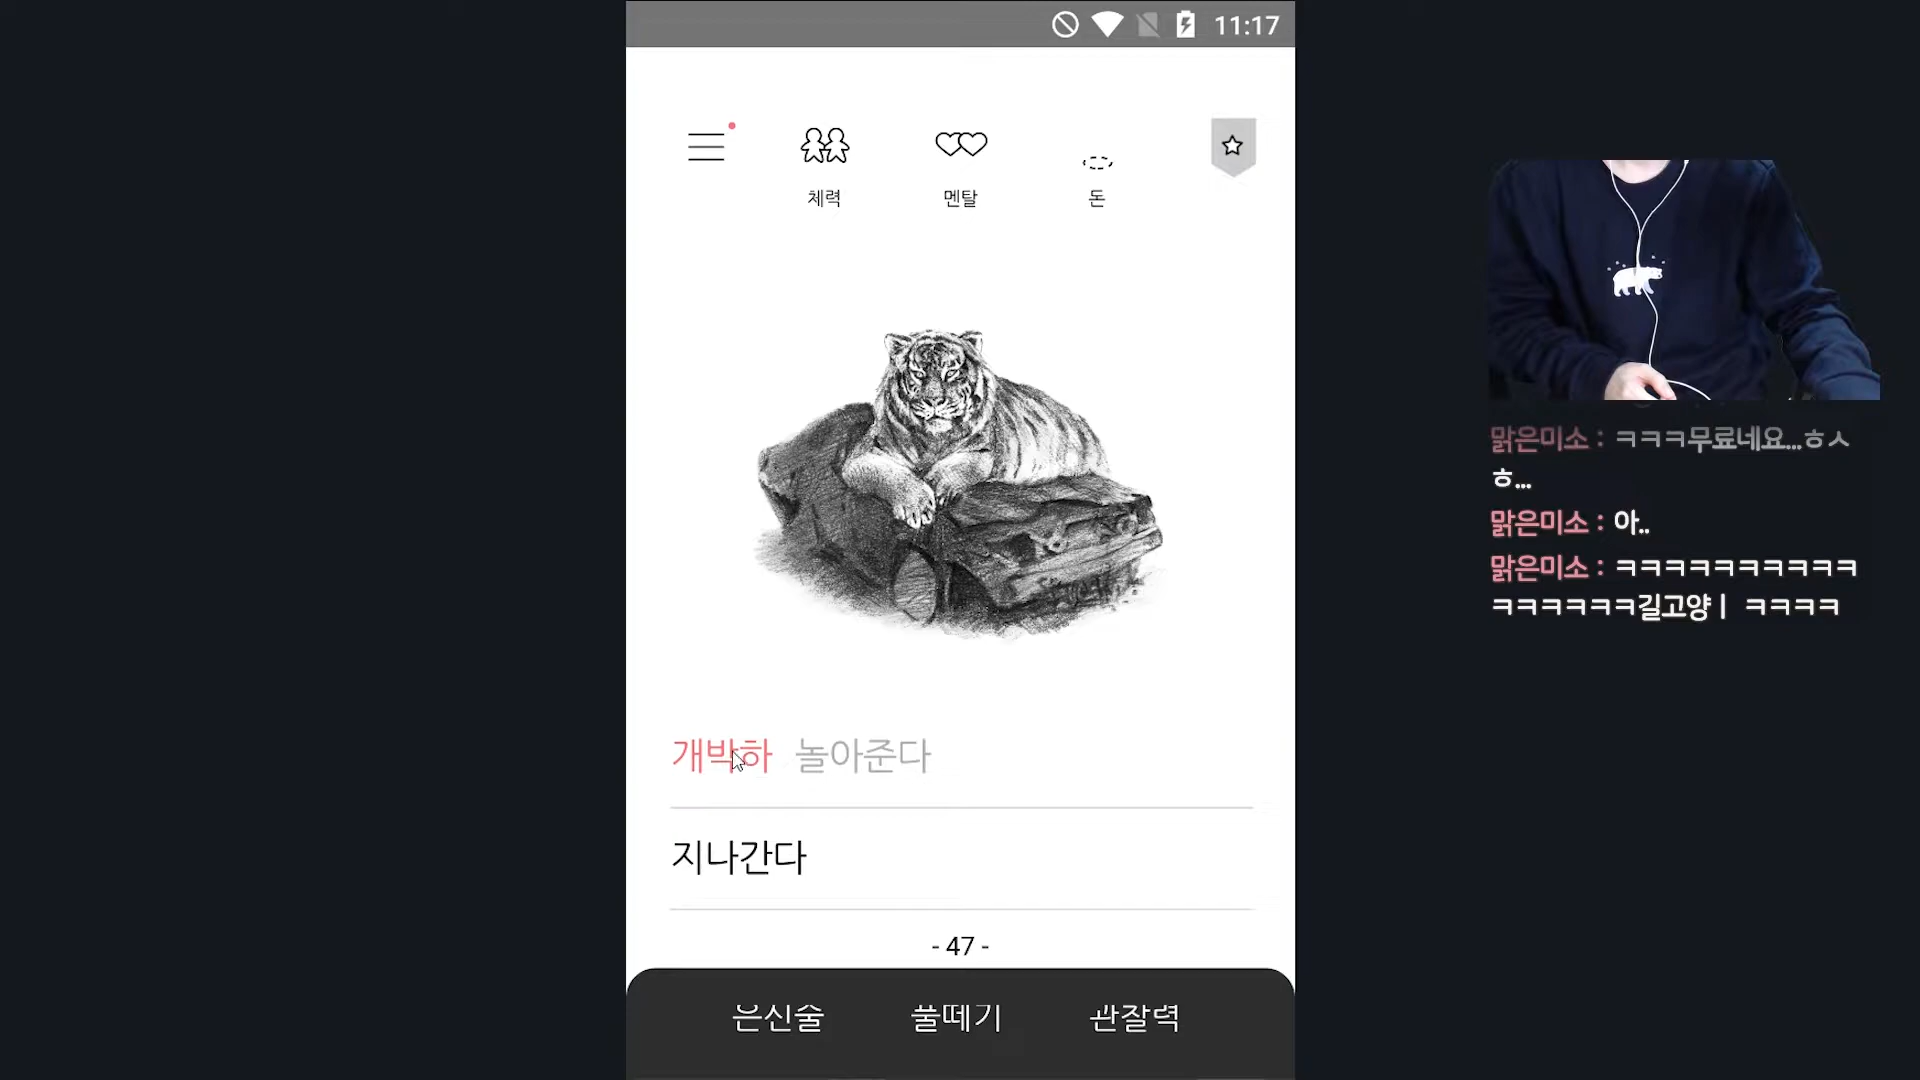 11:17
체력 멘탈 돈
개박하 놀아준다
지나간다
- 47 -
은신술 풀떼기 관찰력
맑은미소 : ㅋㅋㅋ무료네요...ㅎㅅ
ㅎ...
맑은미소 : 아..
맑은미소 : ㅋㅋㅋㅋㅋㅋㅋㅋㅋㅋ
ㅋㅋㅋㅋㅋㅋ길고양ㅣ ㅋㅋㅋㅋ